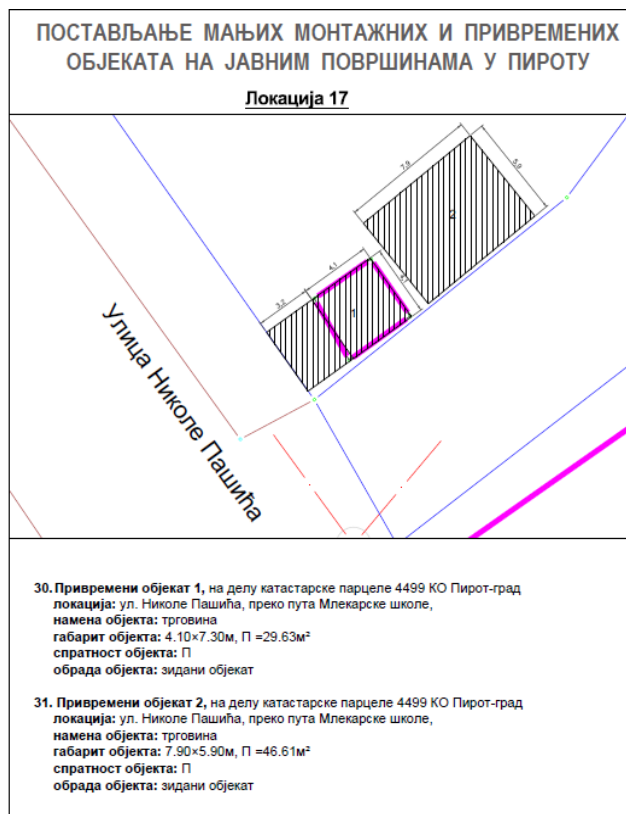 ПОСТАВЉАЊЕ МАЊИХ МОНТАЖНИХ И ПРИВРЕМЕНИХ
ОБЈЕКАТА НА ЈАВНИМ ПОВРШИНАМА У ПИРОТУ
Локација 17
7,9
5,9
2
4,1
3,2
1
Улица Николе Пашића
30. Привремени објекат 1, на делу катастарске парцеле 4499 КО Пирот-град
локација: ул. Николе Пашића, преко пута Млекарске школе,
намена објекта: трговина
габарит објекта: 4.10×7.30м, П =29.63м²
спратност објекта: П
обрада објекта: зидани објекат
31. Привремени објекат 2, на делу катастарске парцеле 4499 КО Пирот-град
локација: ул. Николе Пашића, преко пута Млекарске школе,
намена објекта: трговина
габарит објекта: 7.90×5.90м, П =46.61м²
спратност објекта: П
обрада објекта: зидани објекат